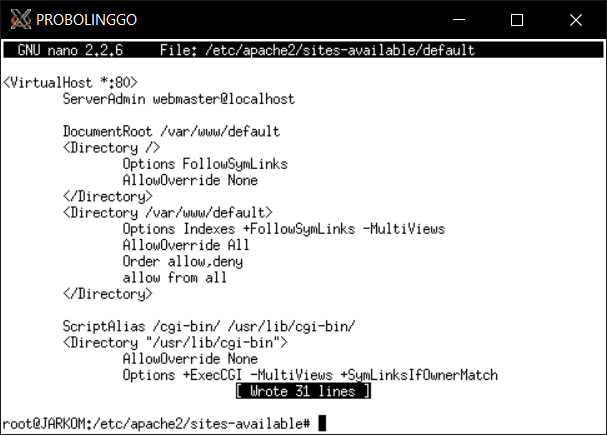 PROBOLINGGO
GNU nano 2.2.6 File: /etc/apache2/sites-available/default
<VirtualHost *:80>
ServerAdmin webmaster@localhost
DocumentRoot /var/www/default
<Directory />
Options FollowSymLinks
AllowOverride None
</Directory>
<Directory /var/www/default>
Options Indexes +FollowSymLinks -MultiViews
AllowOverride All
Order allow,deny
allow from all
</Directory>
ScriptAlias /cgi-bin/ /usr/lib/cgi-bin/
<Directory "/usr/lib/cgi-bin">
AllowOverride None
Options +ExecCGI -MultiViews +SymLinksIfOwnerMatch
[ Wrote 31 lines ]
root@JARKOM:/etc/apache2/sites-available#